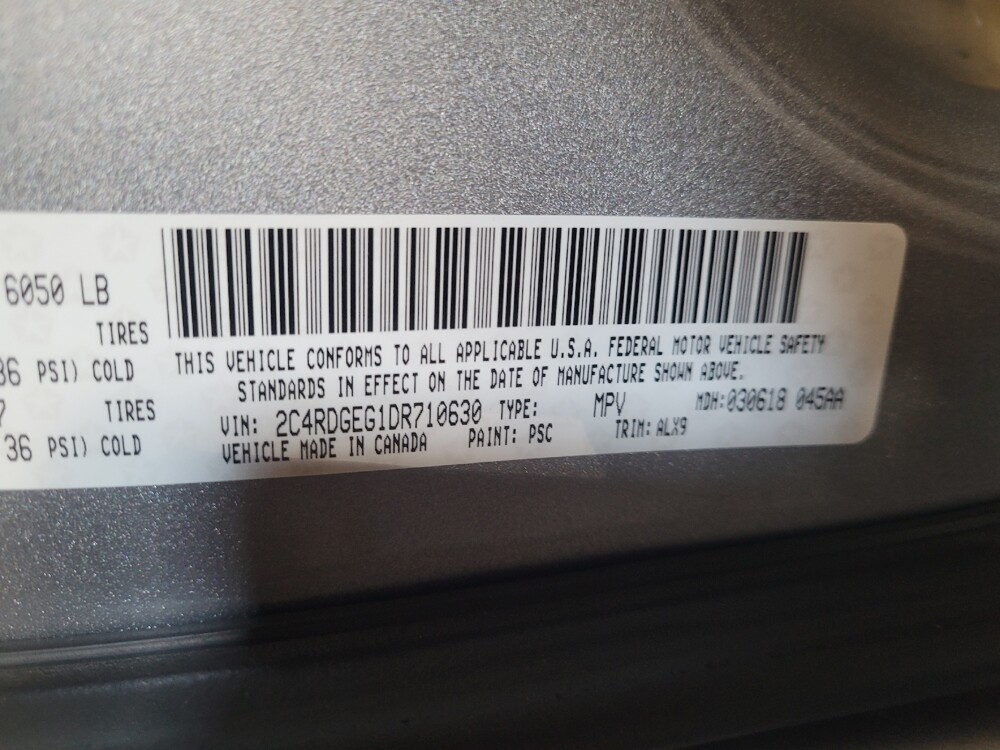 6050 LB
TIRES
36 PSI) COLD
7 TIRES
36 PSI) COLD
THIS VEHICLE CONFORMS TO ALL APPLICABLE U.S.A. FEDERAL MOTOR VEHICLE SAFETY
STANDARDS IN EFFECT ON THE DATE OF MANUFACTURE SHOWN ABOVE.
VIN: 2C4RDGEG1DR710630 TYPE: MPV MDH:030618 045AA
VEHICLE MADE IN CANADA PAINT: PSC TRIM: ALX9